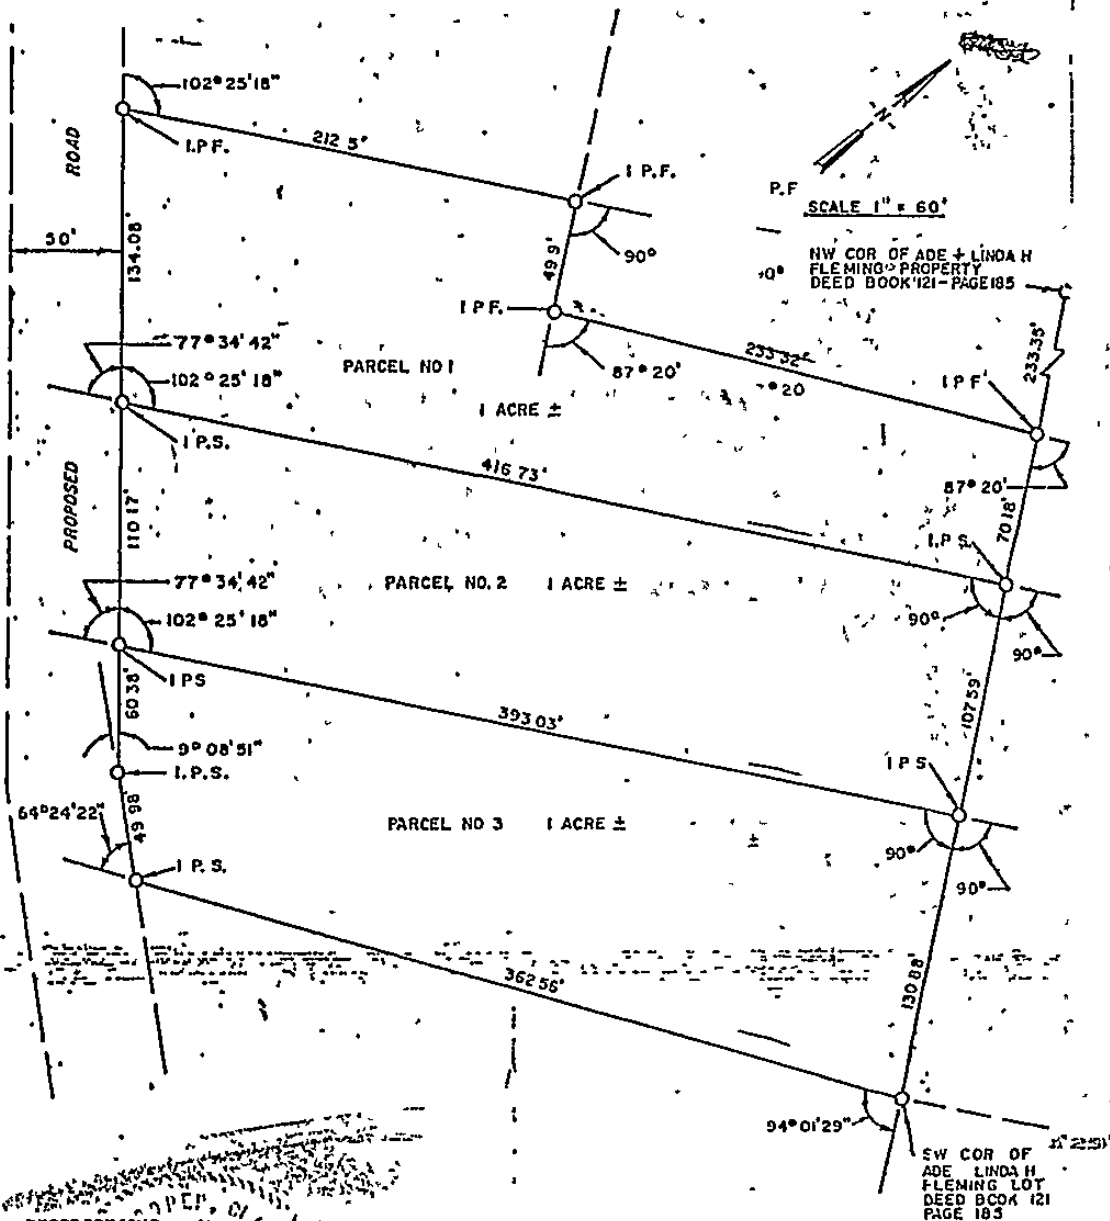 102° 25' 18"
I.P.F.
212 5'
I P.F.
ROAD
50'
134.08'
49 9'
90°
N
P.F
SCALE 1" = 60'
NW COR OF ADE + LINDA H
FLEMING PROPERTY
DEED BOOK 121 - PAGE 185
I P F.
233 32'
233.35'
77° 34' 42"
102° 25' 18"
PARCEL NO 1
87° 20'
20
I P F
1 ACRE ±
I P.S.
416 73'
87° 20'
70 18'
PROPOSED
110 17'
I.P S.
77° 34' 42"
PARCEL NO. 2 1 ACRE ±
102° 25' 18"
90°
90°
I P S
60 38'
393 03'
107 59'
9° 08' 51"
I.P.S.
I P S
64° 24' 22"
49 98'
PARCEL NO 3 1 ACRE ±
±
90°
90°
I P. S.
362 56'
130 88'
94° 01' 29"
SW COR OF
ADE LINDA H
FLEMING LOT
DEED BOOK 121
PAGE 185